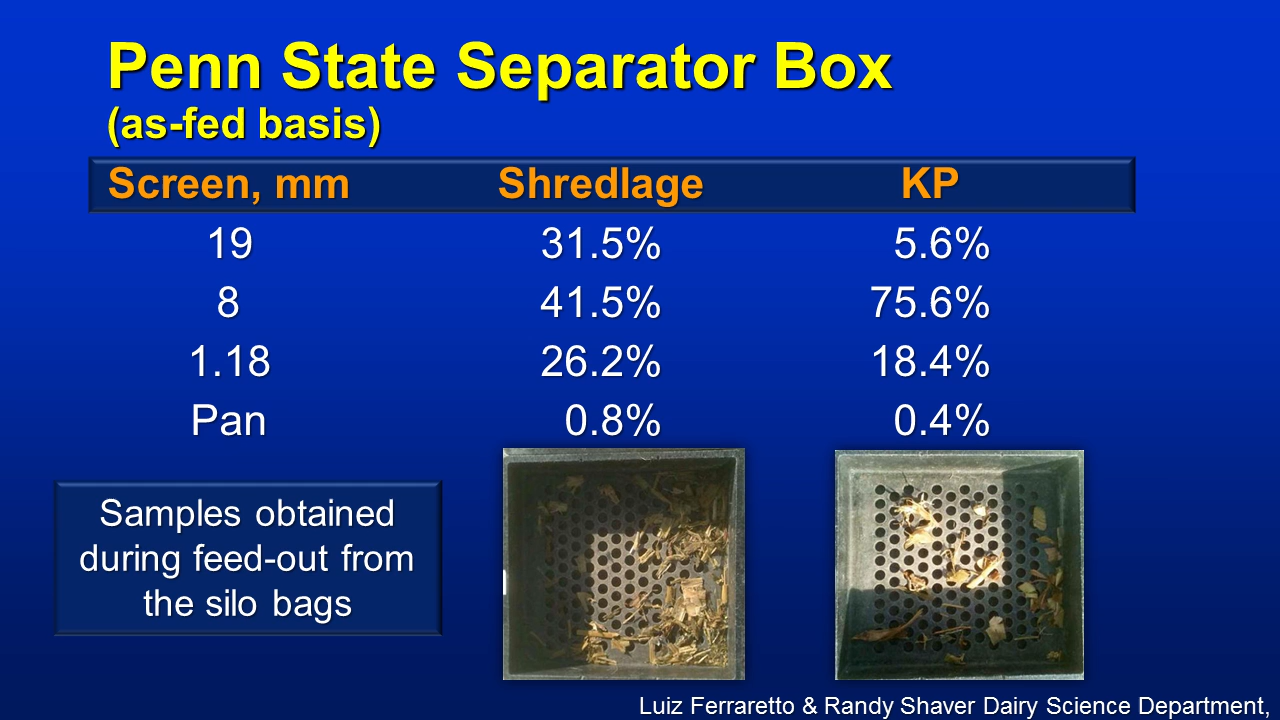 Penn State Separator Box
(as-fed basis)
Screen, mm Shredlage KP
19 31.5% 5.6%
8 41.5% 75.6%
1.18 26.2% 18.4%
Pan 0.8% 0.4%
Samples obtained
during feed-out from
the silo bags
Luiz Ferraretto & Randy Shaver Dairy Science Department,